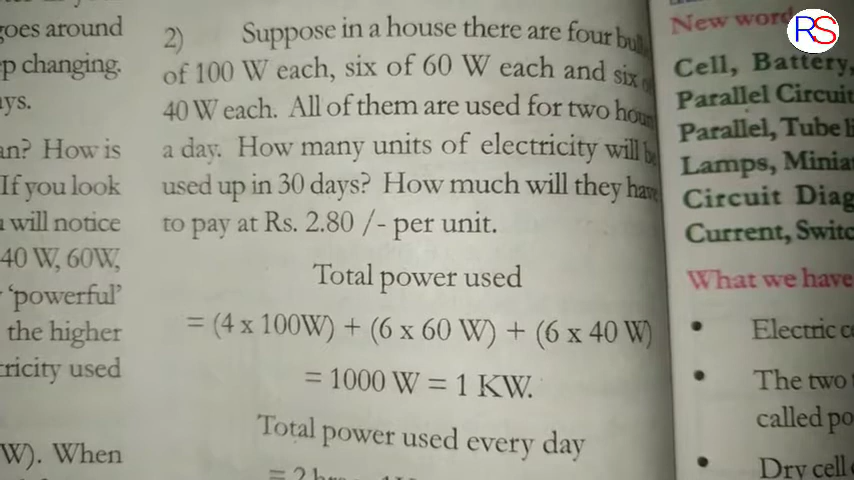 goes around
p changing.
ys.
an? How is
If you look
will notice
40 W, 60W,
'powerful'
the higher
tricity used
W). When
2) Suppose in a house there are four
of 100 W each, six of 60 W each and six
40 W each. All of them are used for two
a day. How many units of electricity will
used up in 30 days? How much will they
to pay at Rs. 2.80 /- per unit.
Total power used
= (4 x 100W) + (6 x 60 W) + (6 x 40 W)
= 1000 W = 1 KW.
Total power used every day
= 2
RS
New word
Cell, Battery,
Parallel Circuit
Parallel, Tube
Lamps, Minia
Circuit Diag
Current, Switc
What we have
• Electric
• The two
called po
• Dry cell